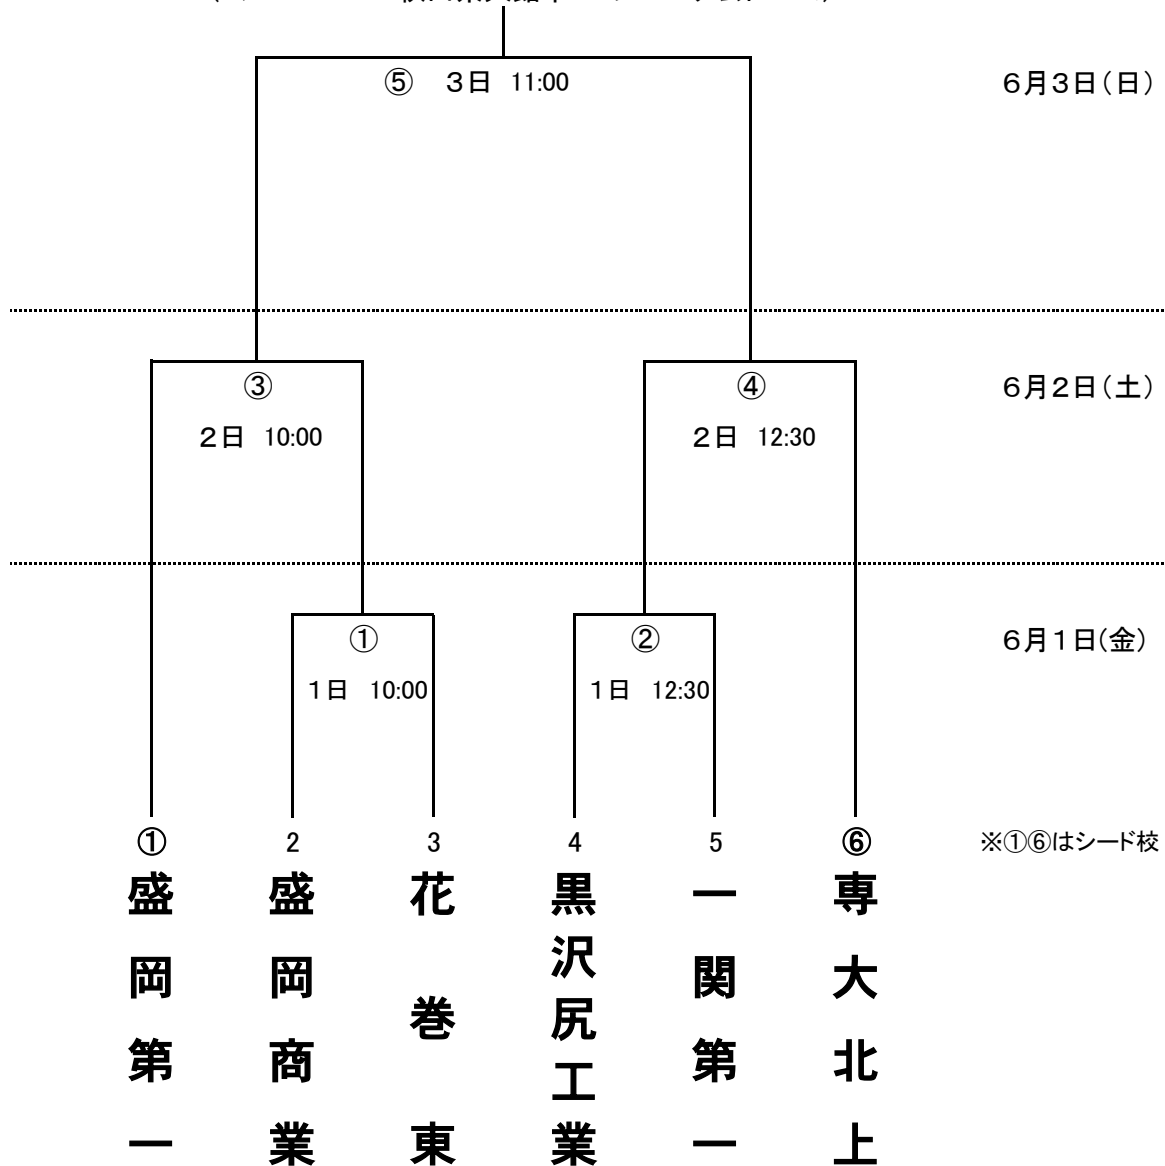 ⑤ 3日 11:00
6月3日(日)
③
④
6月2日(土)
2日 10:00
2日 12:30
①
②
6月1日(金)
1日 10:00
1日 12:30
① 2 3 4 5 ⑥
※①⑥はシード校
盛岡第一
盛岡商業
花巻東
黒沢尻工業
一関第一
専大北上